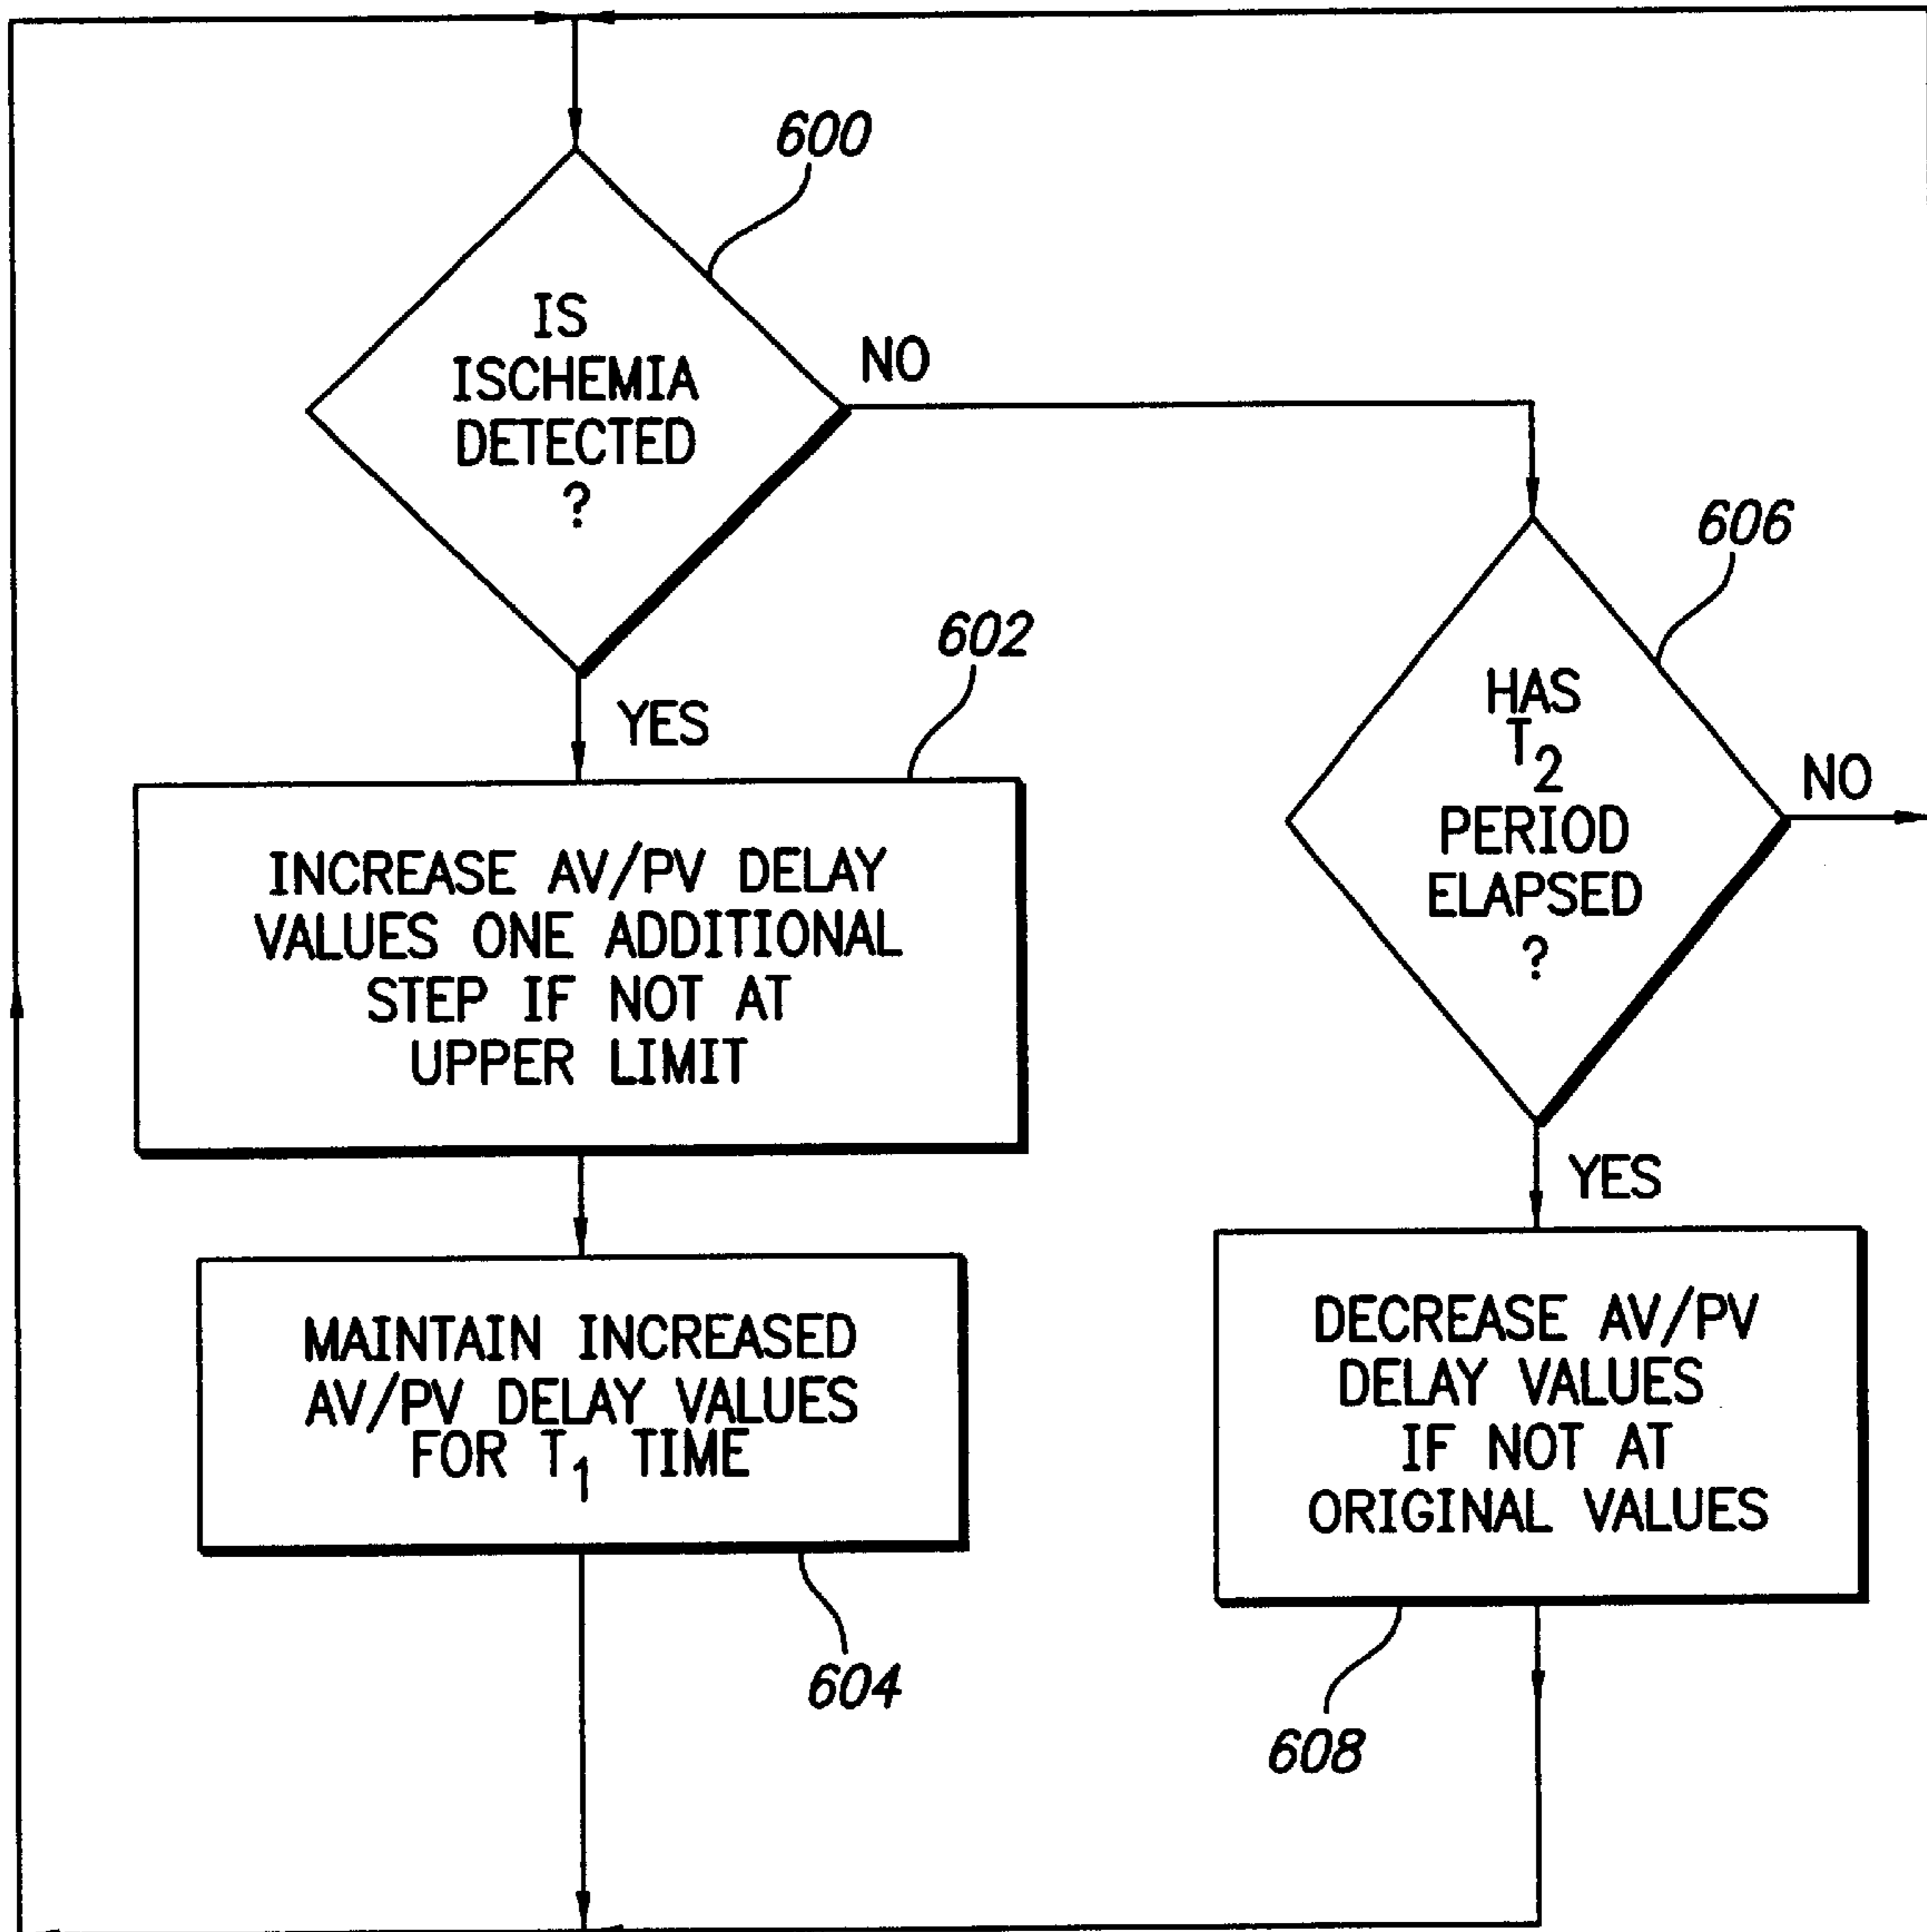 600
IS
ISCHEMIA
DETECTED
?
NO
YES
602
INCREASE AV/PV DELAY
VALUES ONE ADDITIONAL
STEP IF NOT AT
UPPER LIMIT
MAINTAIN INCREASED
AV/PV DELAY VALUES
FOR T1 TIME
604
606
HAS
T2
PERIOD
ELAPSED
?
NO
YES
DECREASE AV/PV
DELAY VALUES
IF NOT AT
ORIGINAL VALUES
608